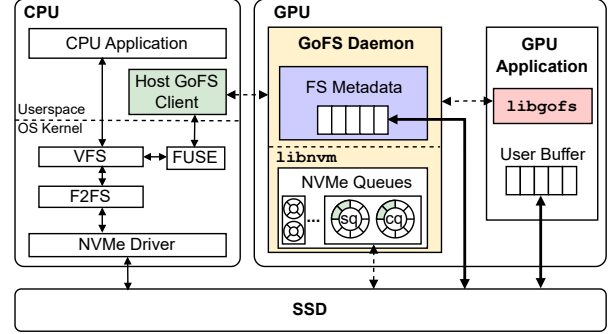 CPU
CPU Application
Host GoFS
Client
Userspace
OS Kernel
VFS
FUSE
F2FS
NVMe Driver
GPU
GoFS Daemon
FS Metadata
libnvm
NVMe Queues
...
sq
cq
GPU
Application
libgofs
User Buffer
SSD